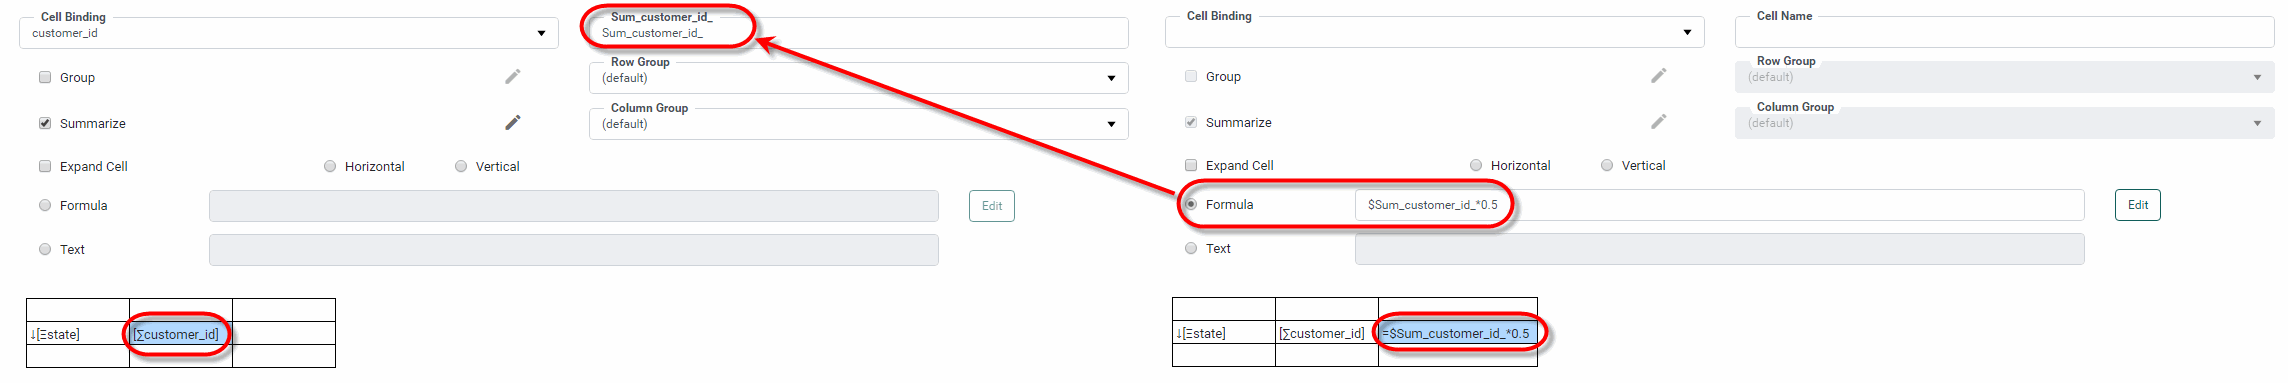 Cell Binding
customer_id
Sum_customer_id_
Sum_customer_id_
Group
Row Group
(default)
Summarize
Column Group
(default)
Expand Cell
Horizontal
Vertical
Formula
Edit
Text
↓[Ξstate]
[∑customer_id]
Cell Binding
Cell Name
Group
Row Group
(default)
Summarize
Column Group
(default)
Expand Cell
Horizontal
Vertical
Formula
$Sum_customer_id_*0.5
Edit
Text
↓[Ξstate]
[∑customer_id]
=$Sum_customer_id_*0.5